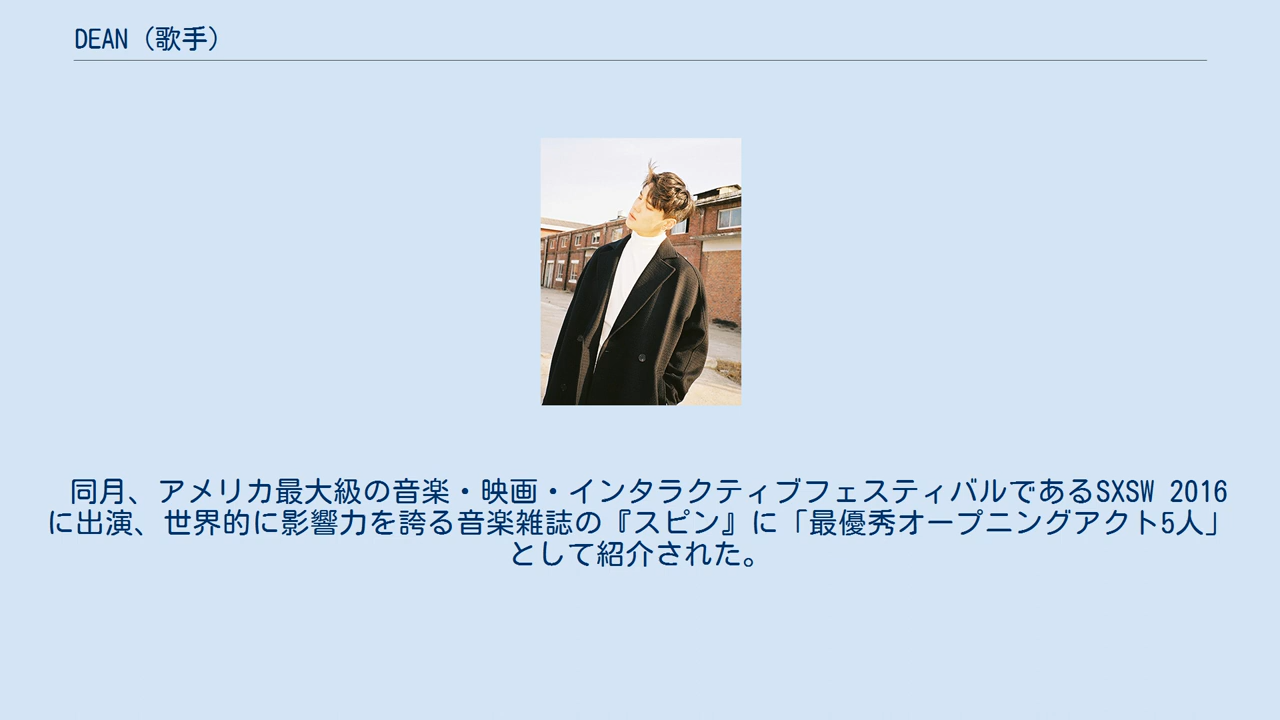 DEAN（歌手）
同月、アメリカ最大級の音楽・映画・インタラクティブフェスティバルであるSXSW 2016
に出演、世界的に影響力を誇る音楽雑誌の『スピン』に「最優秀オープニングアクト5人」
として紹介された。